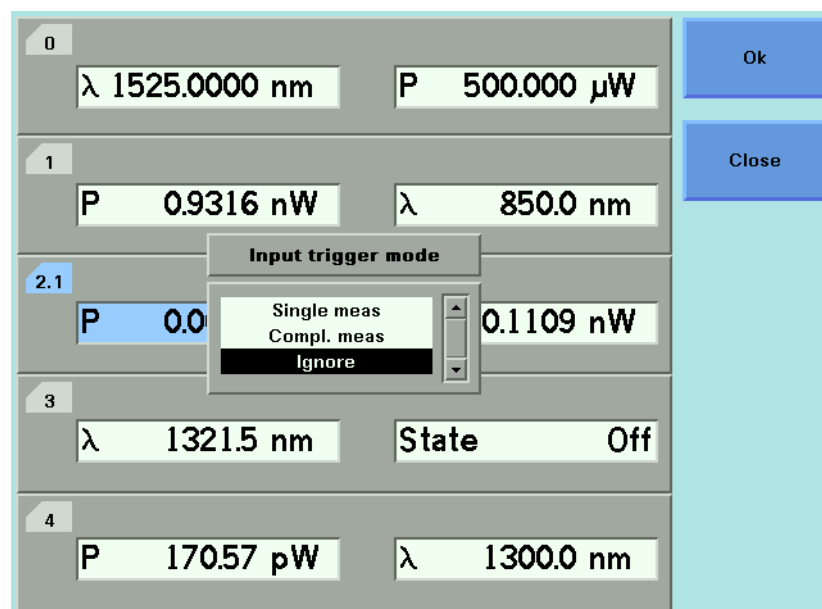 0
λ 1525.0000 nm P 500.000 µW
Ok
1
Close
P 0.9316 nW λ 850.0 nm
Input trigger mode
2.1
Single meas
P 0.1109 nW
Compl. meas
Ignore
3
λ 1321.5 nm State Off
4
P 170.57 pW λ 1300.0 nm